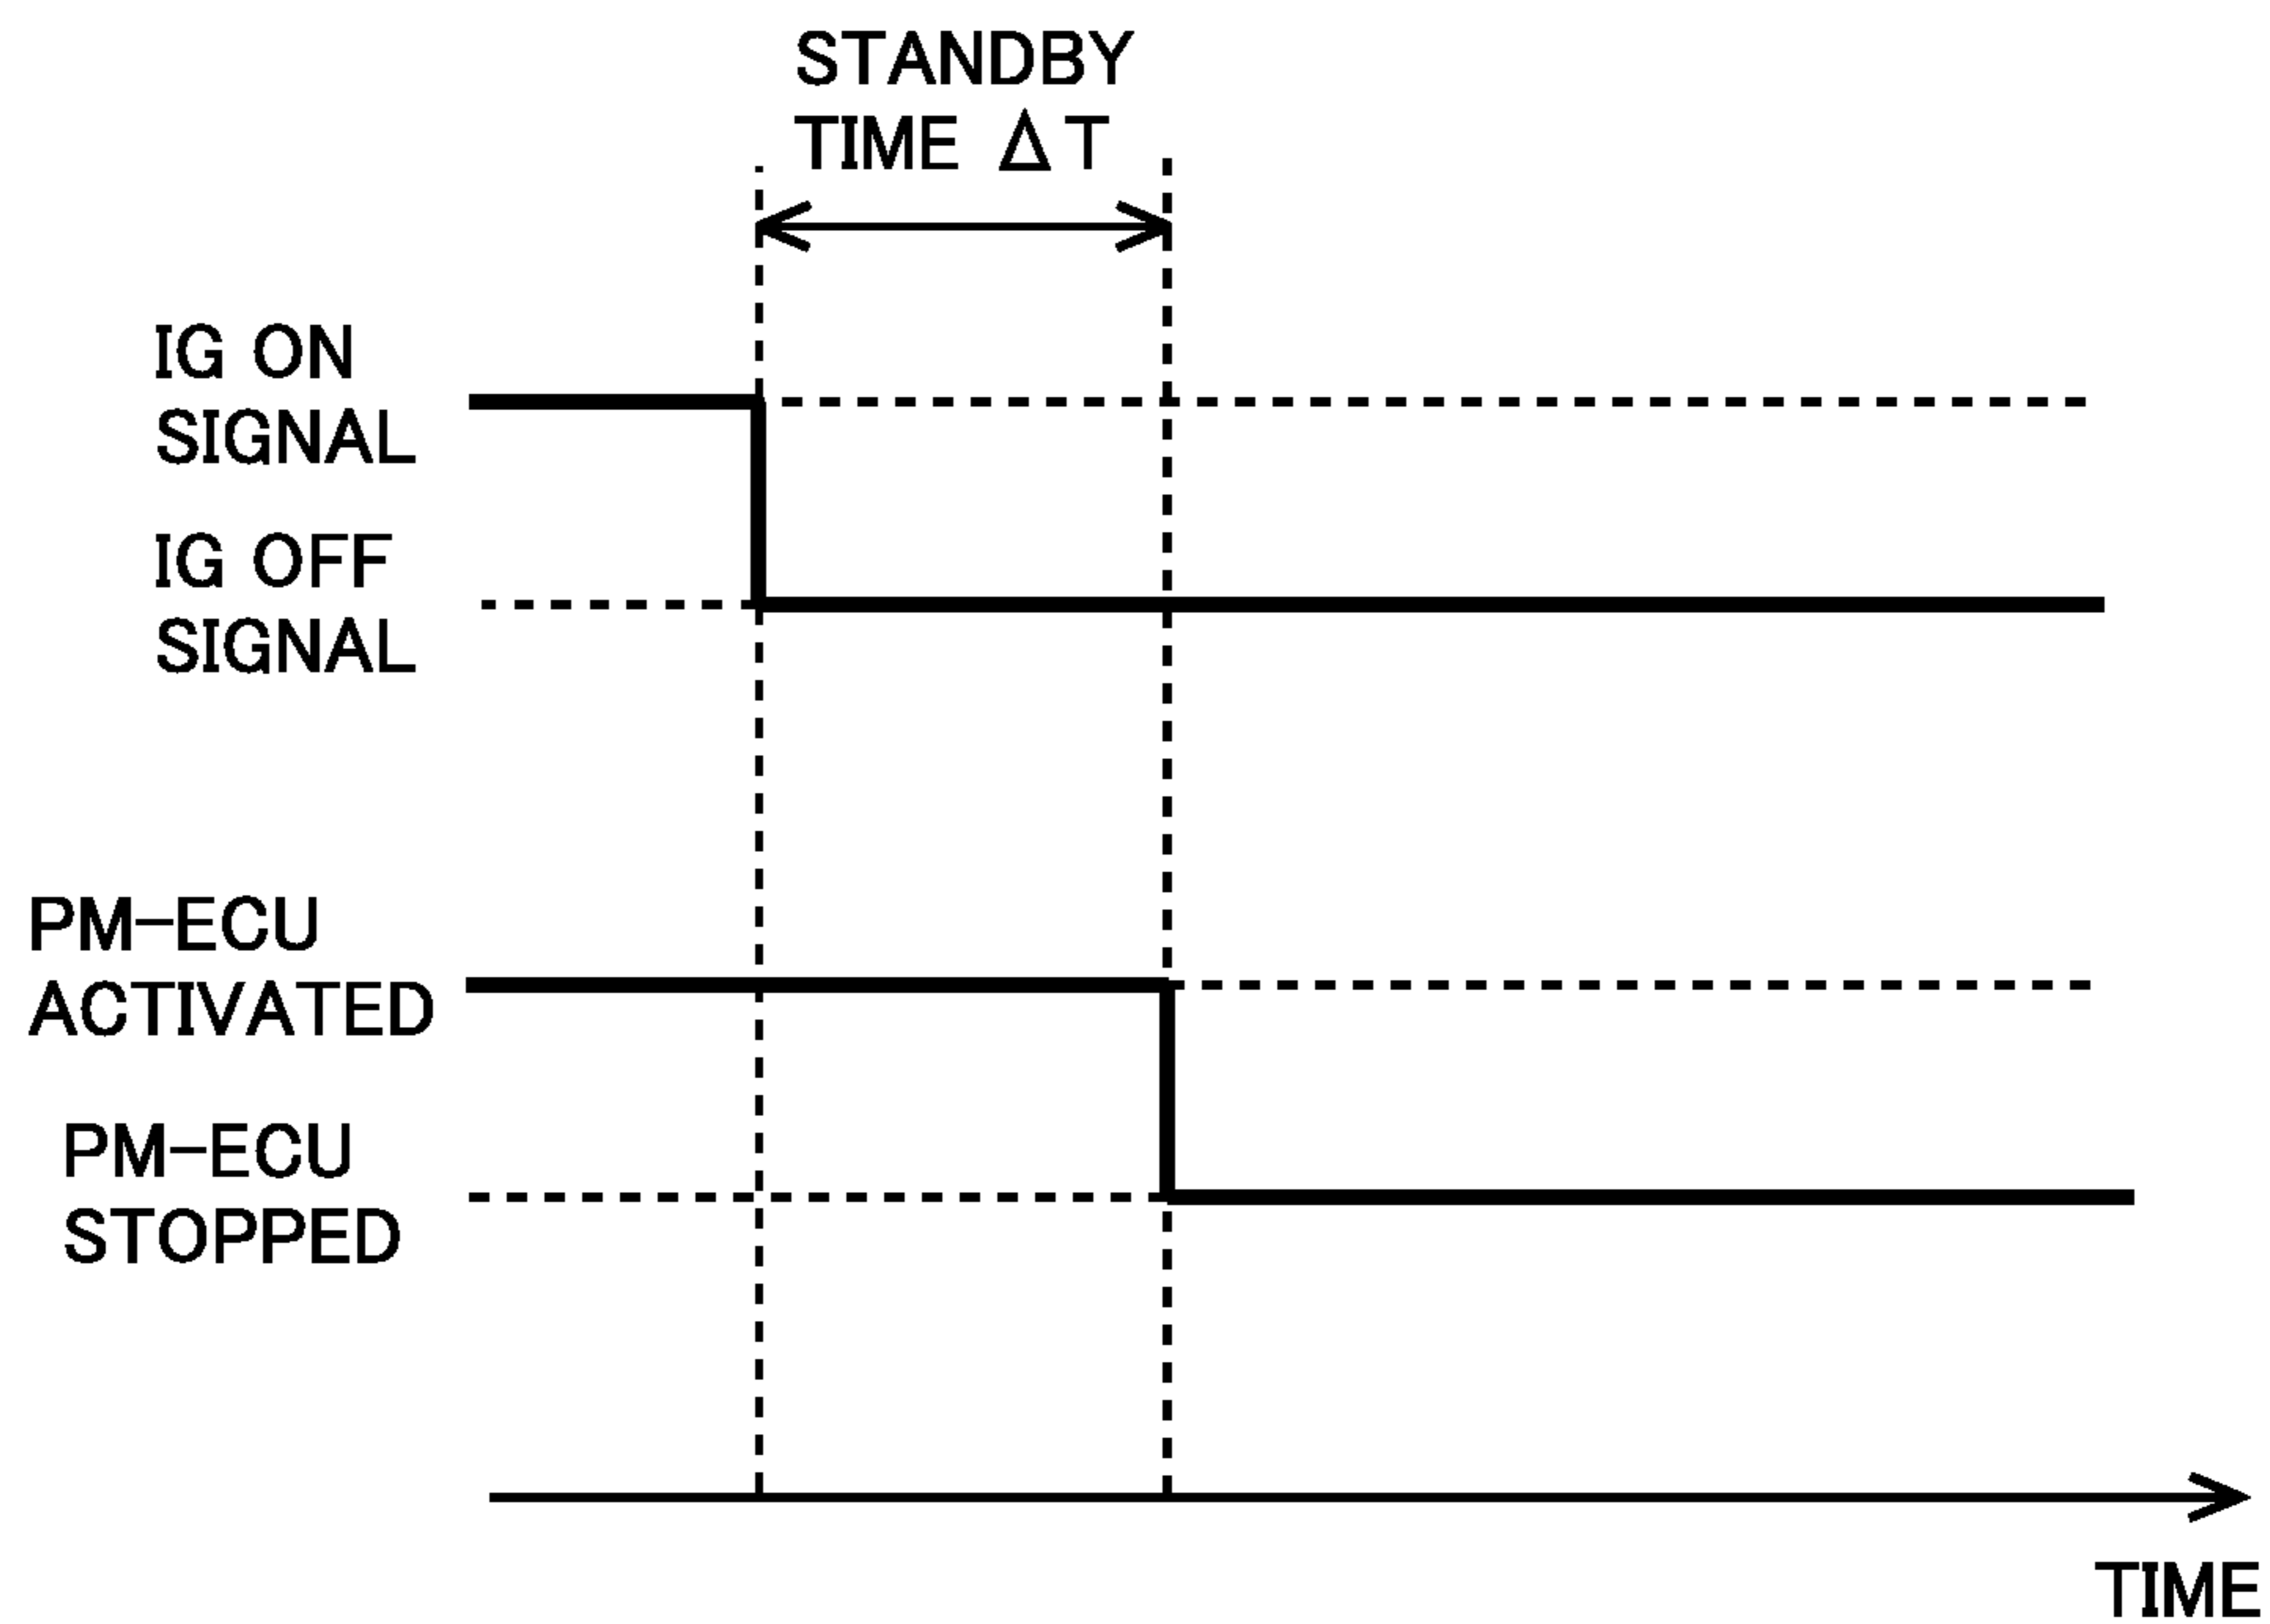 STANDBY
TIME ΔT
IG ON
SIGNAL
IG OFF
SIGNAL
PM-ECU
ACTIVATED
PM-ECU
STOPPED
TIME